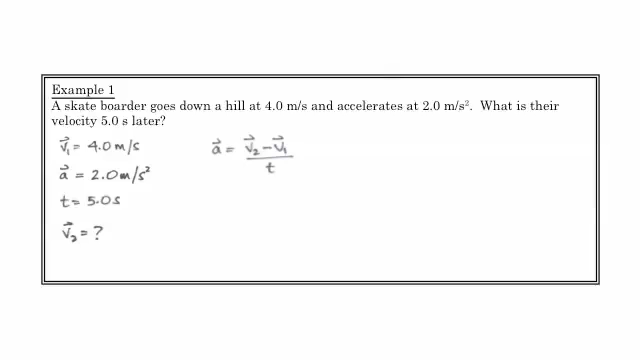 Example 1
A skate boarder goes down a hill at 4.0 m/s and accelerates at 2.0 m/s². What is their
velocity 5.0 s later?
v⃗₁ = 4.0 m/s
a⃗ = 2.0 m/s²
t = 5.0 s
v⃗₂ = ?
a⃗ = v⃗₂ - v⃗₁
t